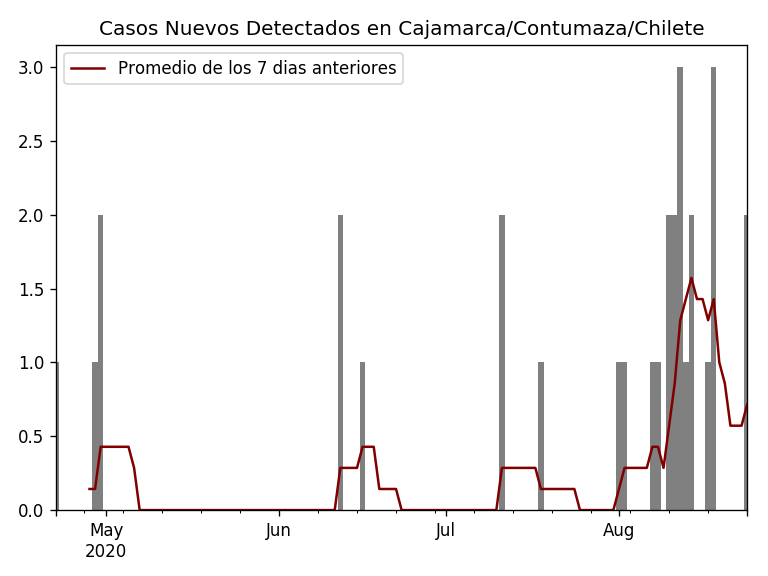 Casos Nuevos Detectados en Cajamarca/Contumaza/Chilete
Promedio de los 7 dias anteriores
3.0
2.5
2.0
1.5
1.0
0.5
0.0
May
2020
Jun
Jul
Aug